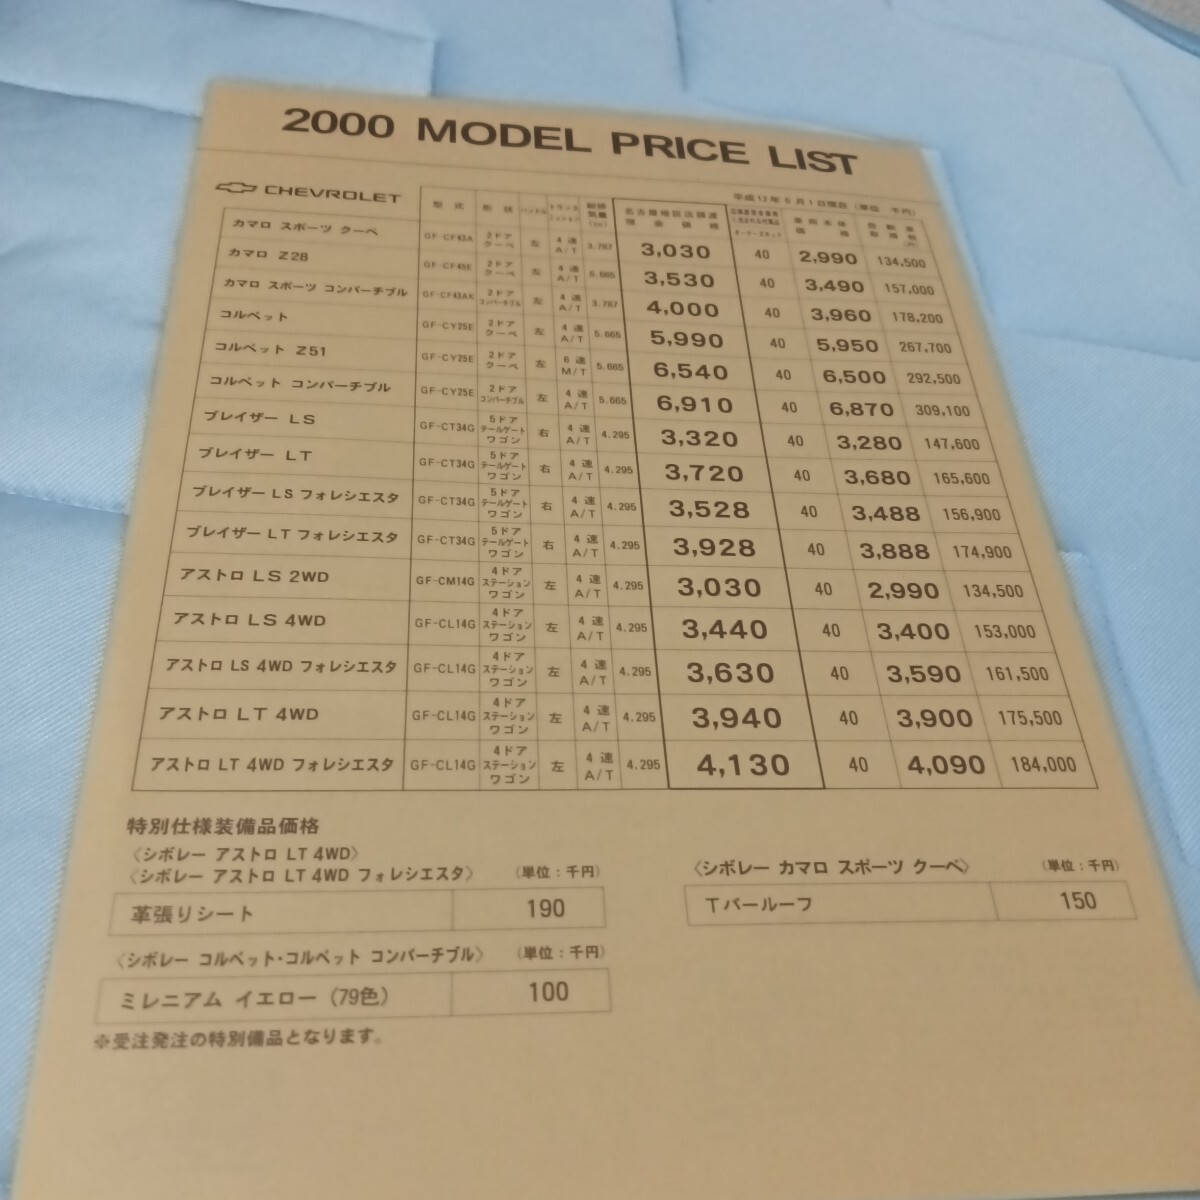 2000 MODEL PRICE LIST
CHEVROLET
平成12年5月1日現在 (単位 千円)
型式 形状 ハンドル トランスミッション 総排気量(cc) 名古屋地区店頭渡現金価格 車両本体価格 自動車取得税(円)
カマロ スポーツ クーペ GF-CF43A 2ドアクーペ 左 4速A/T 3.787 3,030 40 2,990 134,500
カマロ Z28 GF-CF45E 2ドアクーペ 左 4速A/T 5.665 3,530 40 3,490 157,000
カマロ スポーツ コンバーチブル GF-CF43AK 2ドアコンバーチブル 左 4速A/T 3.787 4,000 40 3,960 178,200
コルベット GF-CY25E 2ドアクーペ 左 4速A/T 5.665 5,990 40 5,950 267,700
コルベット Z51 GF-CY25E 2ドアクーペ 左 6速M/T 5.665 6,540 40 6,500 292,500
コルベット コンバーチブル GF-CY25E 2ドアコンバーチブル 左 4速A/T 5.665 6,910 40 6,870 309,100
ブレイザー LS GF-CT34G 5ドアテールゲートワゴン 右 4速A/T 4.295 3,320 40 3,280 147,600
ブレイザー LT GF-CT34G 5ドアテールゲートワゴン 右 4速A/T 4.295 3,720 40 3,680 165,600
ブレイザー LS フォレシエスタ GF-CT34G 5ドアテールゲートワゴン 右 4速A/T 4.295 3,528 40 3,488 156,900
ブレイザー LT フォレシエスタ GF-CT34G 5ドアテールゲートワゴン 右 4速A/T 4.295 3,928 40 3,888 174,900
アストロ LS 2WD GF-CM14G 4ドアステーションワゴン 左 4速A/T 4.295 3,030 40 2,990 134,500
アストロ LS 4WD GF-CL14G 4ドアステーションワゴン 左 4速A/T 4.295 3,440 40 3,400 153,000
アストロ LS 4WD フォレシエスタ GF-CL14G 4ドアステーションワゴン 左 4速A/T 4.295 3,630 40 3,590 161,500
アストロ LT 4WD GF-CL14G 4ドアステーションワゴン 左 4速A/T 4.295 3,940 40 3,900 175,500
アストロ LT 4WD フォレシエスタ GF-CL14G 4ドアステーションワゴン 左 4速A/T 4.295 4,130 40 4,090 184,000
特別仕様装備品価格
〈シボレー アストロ LT 4WD〉
〈シボレー アストロ LT 4WD フォレシエスタ〉 (単位：千円)
革張りシート 190
〈シボレー コルベット・コルベット コンバーチブル〉 (単位：千円)
ミレニアム イエロー (79色) 100
※受注発注の特別備品となります。
〈シボレー カマロ スポーツ クーペ〉 (単位：千円)
Tバールーフ 150